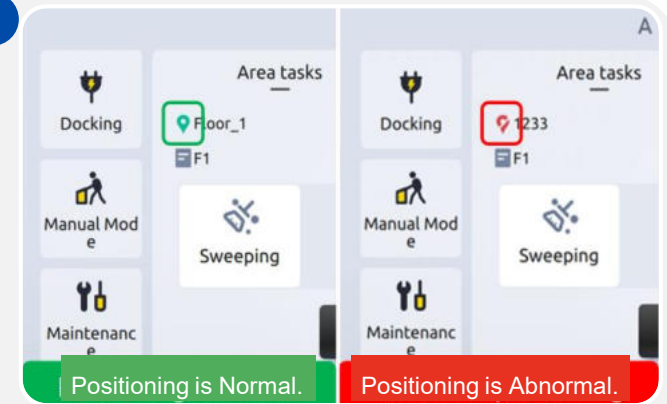 Area tasks
Docking
Floor_1
F1
Manual Mod
e
Sweeping
Maintenanc
e
Positioning is Normal.
A
Area tasks
Docking
1233
F1
Manual Mod
e
Sweeping
Maintenanc
e
Positioning is Abnormal.